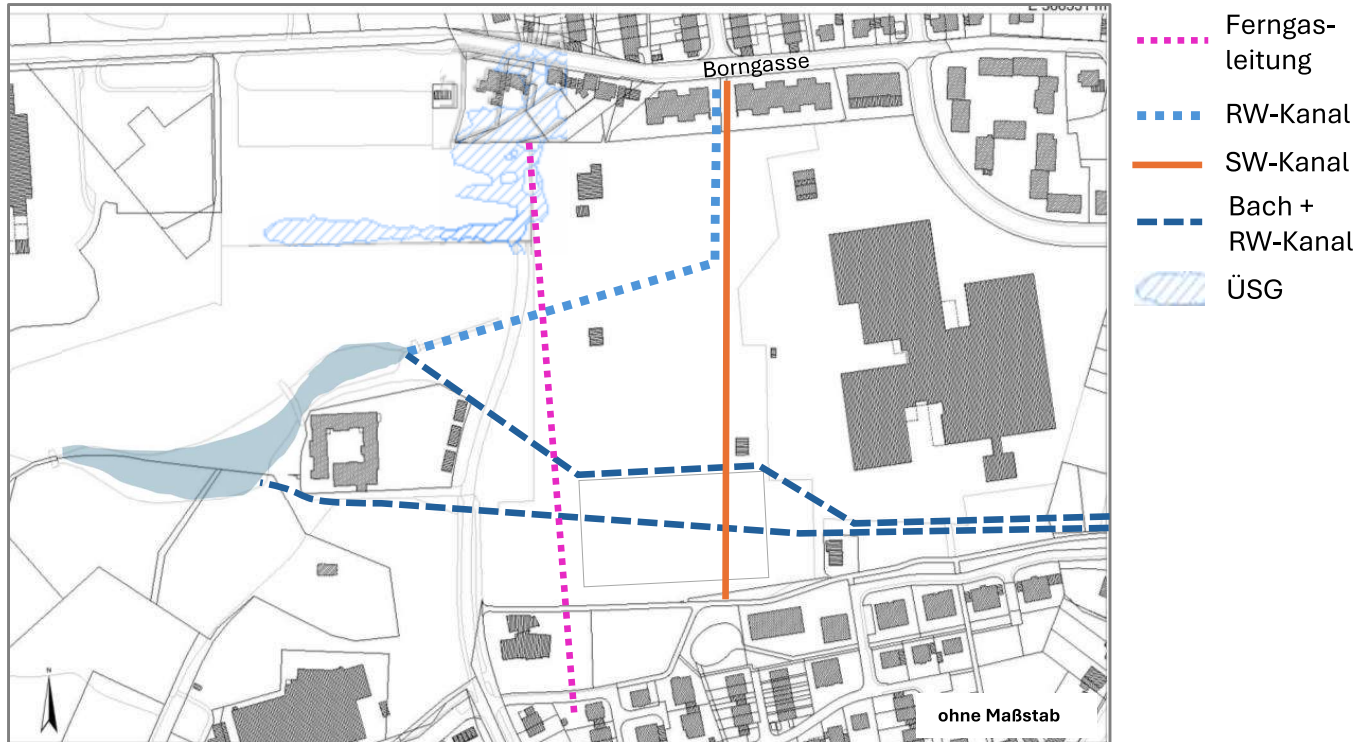 Borngasse
N
ohne Maßstab
Ferngas-
leitung
RW-Kanal
SW-Kanal
Bach +
RW-Kanal
ÜSG